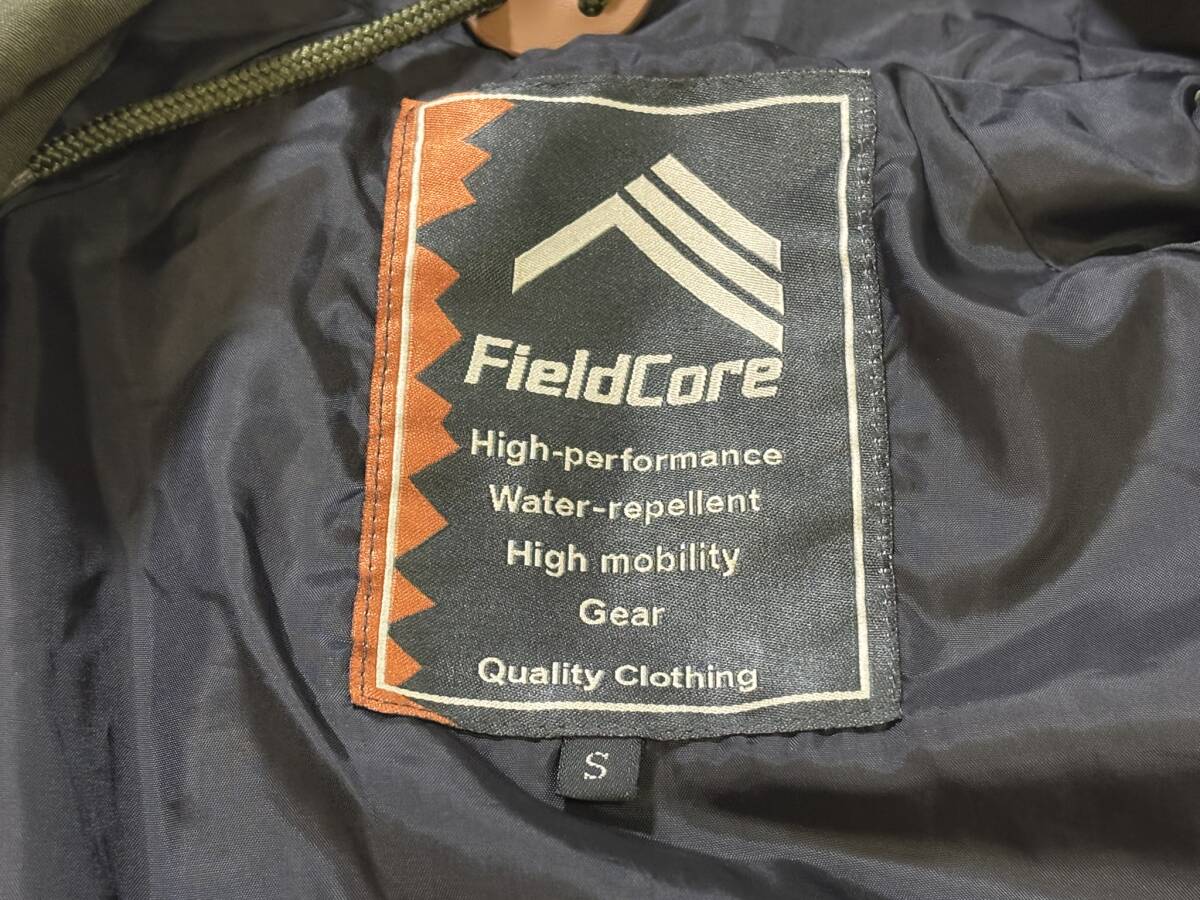 FieldCore
High-performance
Water-repellent
High mobility
Gear
Quality Clothing
S